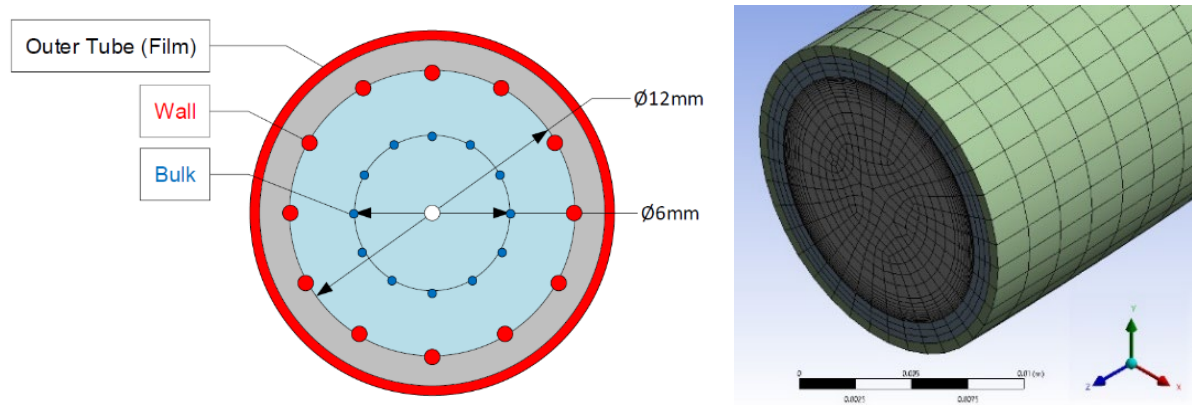 Outer Tube (Film)
Wall
Bulk
Ø12mm
Ø6mm
0
0.005
0.01 (m)
0.0025
0.0075
Y
Z
X